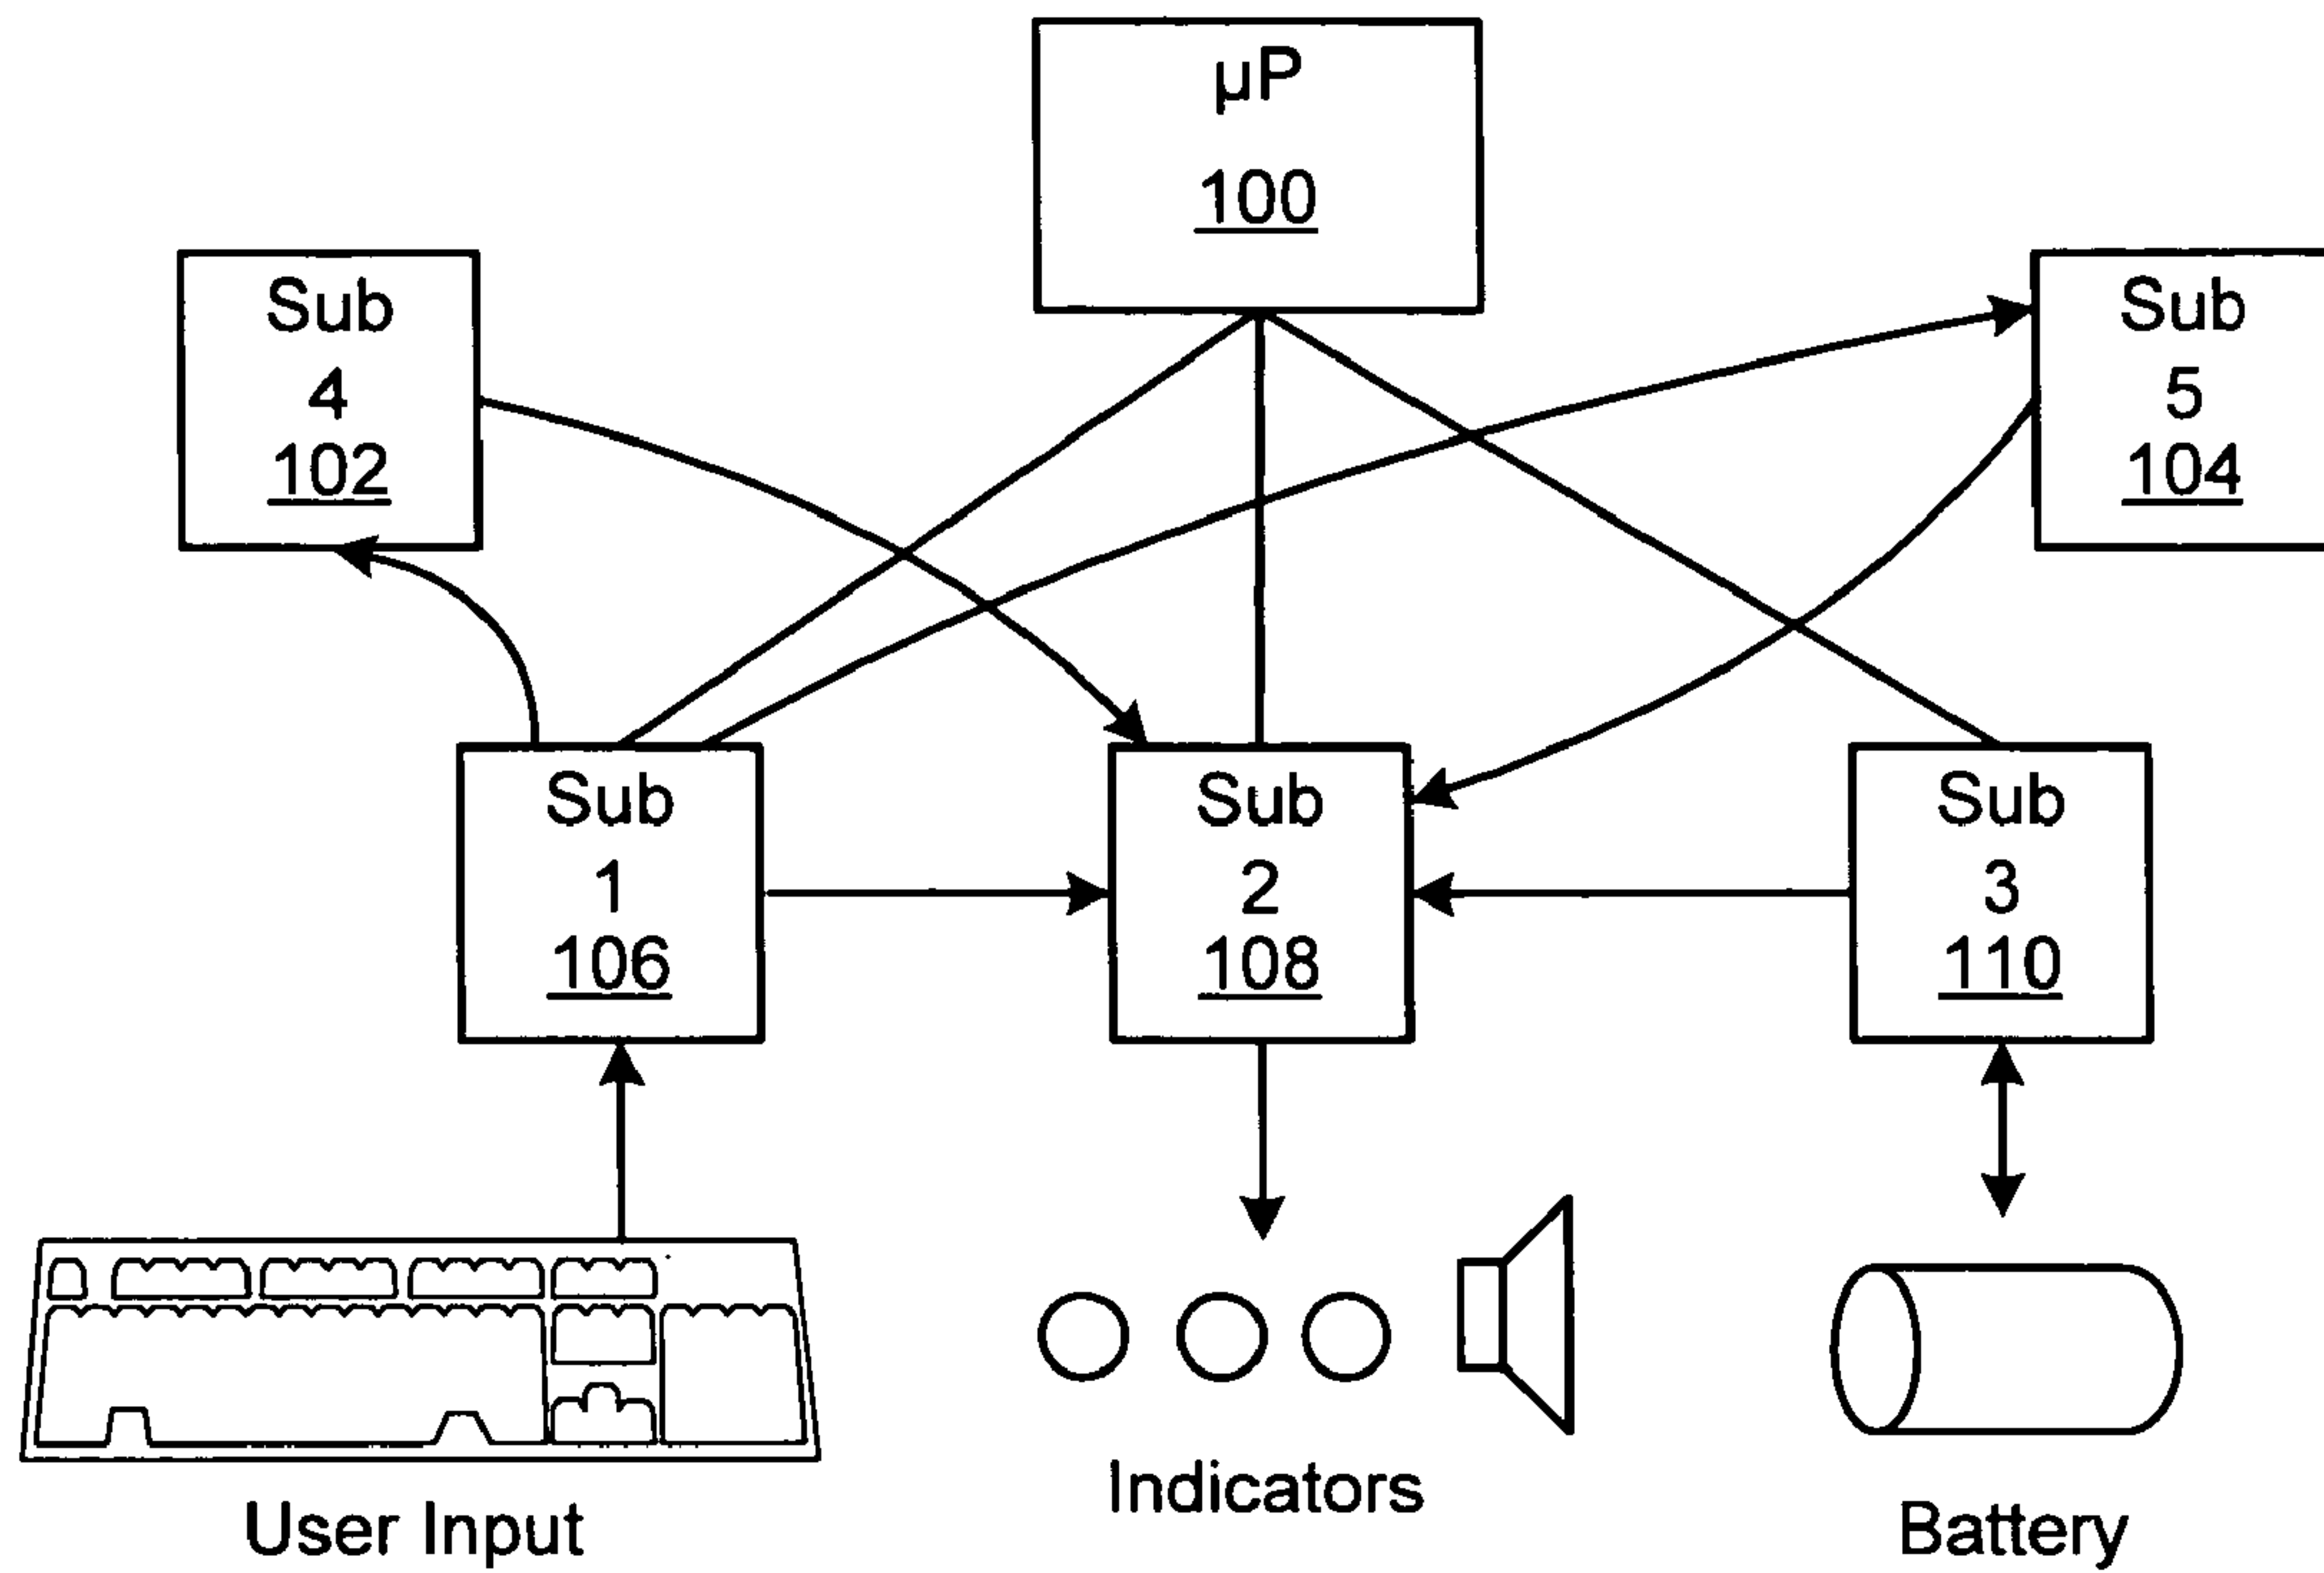 µP
100
Sub
4
102
Sub
5
104
Sub
1
106
Sub
2
108
Sub
3
110
User Input
Indicators
Battery